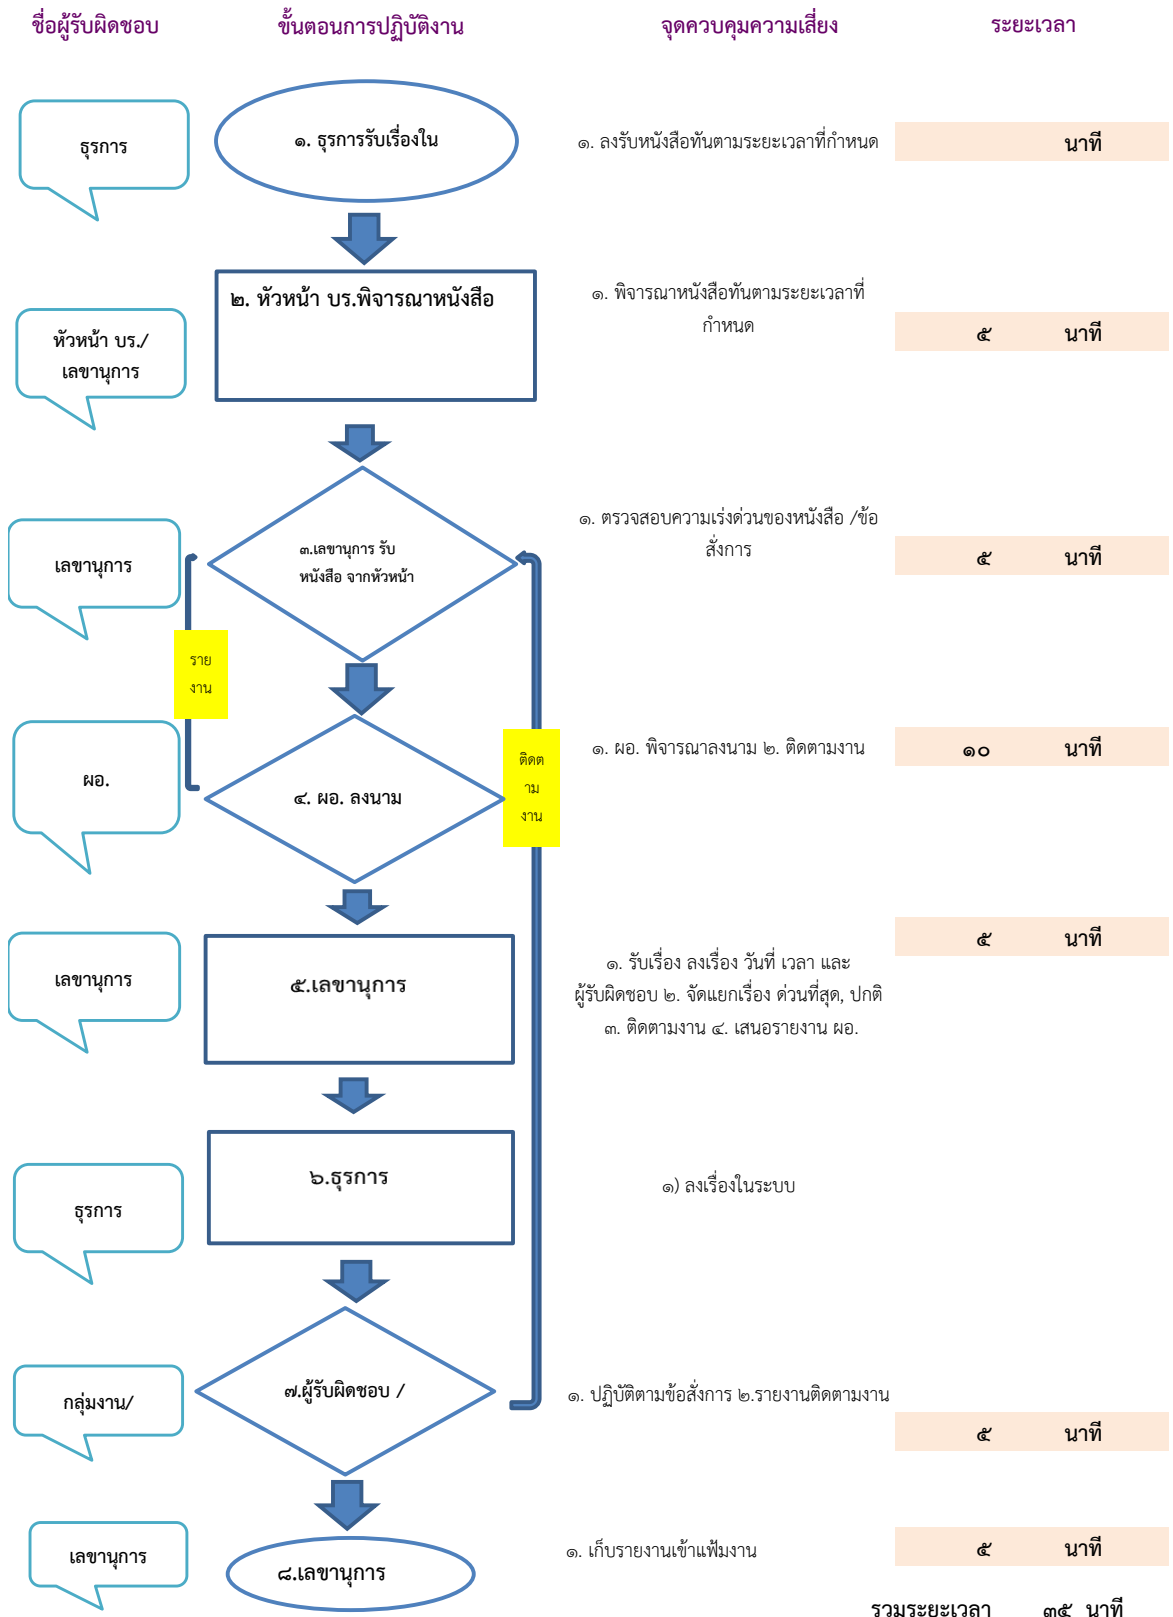 ชื่อผู้รับผิดชอบ ขั้นตอนการปฏิบัติงาน จุดควบคุมความเสี่ยง ระยะเวลา
ธุรการ
๑. ธุรการรับเรื่องใน
๑. ลงรับหนังสือทันตามระยะเวลาที่กำหนด
นาที
หัวหน้า บร./
เลขานุการ
๒. หัวหน้า บร.พิจารณาหนังสือ
๑. พิจารณาหนังสือทันตามระยะเวลาที่
กำหนด
๕ นาที
เลขานุการ
๓.เลขานุการ รับ
หนังสือ จากหัวหน้า
๑. ตรวจสอบความเร่งด่วนของหนังสือ /ข้อ
สั่งการ
๕ นาที
ราย
งาน
ผอ.
๔. ผอ. ลงนาม
ติดต
าม
งาน
๑. ผอ. พิจารณาลงนาม ๒. ติดตามงาน
๑๐ นาที
เลขานุการ
๕.เลขานุการ
๑. รับเรื่อง ลงเรื่อง วันที่ เวลา และ
ผู้รับผิดชอบ ๒. จัดแยกเรื่อง ด่วนที่สุด, ปกติ
๓. ติดตามงาน ๔. เสนอรายงาน ผอ.
๕ นาที
ธุรการ
๖.ธุรการ
๑) ลงเรื่องในระบบ
กลุ่มงาน/
๗.ผู้รับผิดชอบ /
๑. ปฏิบัติตามข้อสั่งการ ๒.รายงานติดตามงาน
๕ นาที
เลขานุการ
๘.เลขานุการ
๑. เก็บรายงานเข้าแฟ้มงาน
๕ นาที
รวมระยะเวลา ๓๕ นาที